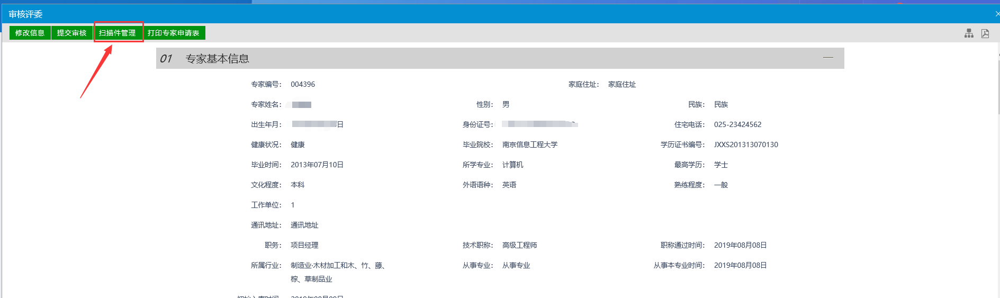 审核评委
修改信息 提交审核 扫描件管理 打印专家申请表
01 专家基本信息
专家编号： 004396 家庭住址： 家庭住址
专家姓名： 性别： 男 民族： 民族
出生年月： 日 身份证号： 住宅电话： 025-23424562
健康状况： 健康 毕业院校： 南京信息工程大学 学历证书编号： JXXS201313070130
毕业时间： 2013年07月10日 所学专业： 计算机 最高学历： 学士
文化程度： 本科 外语语种： 英语 熟练程度： 一般
工作单位： 1
通讯地址： 通讯地址
职务： 项目经理 技术职称： 高级工程师 职称通过时间： 2019年08月08日
所属行业： 制造业·木材加工和木、竹、藤、 从事专业： 从事专业 从事本专业时间： 2019年08月08日
棕、草制品业